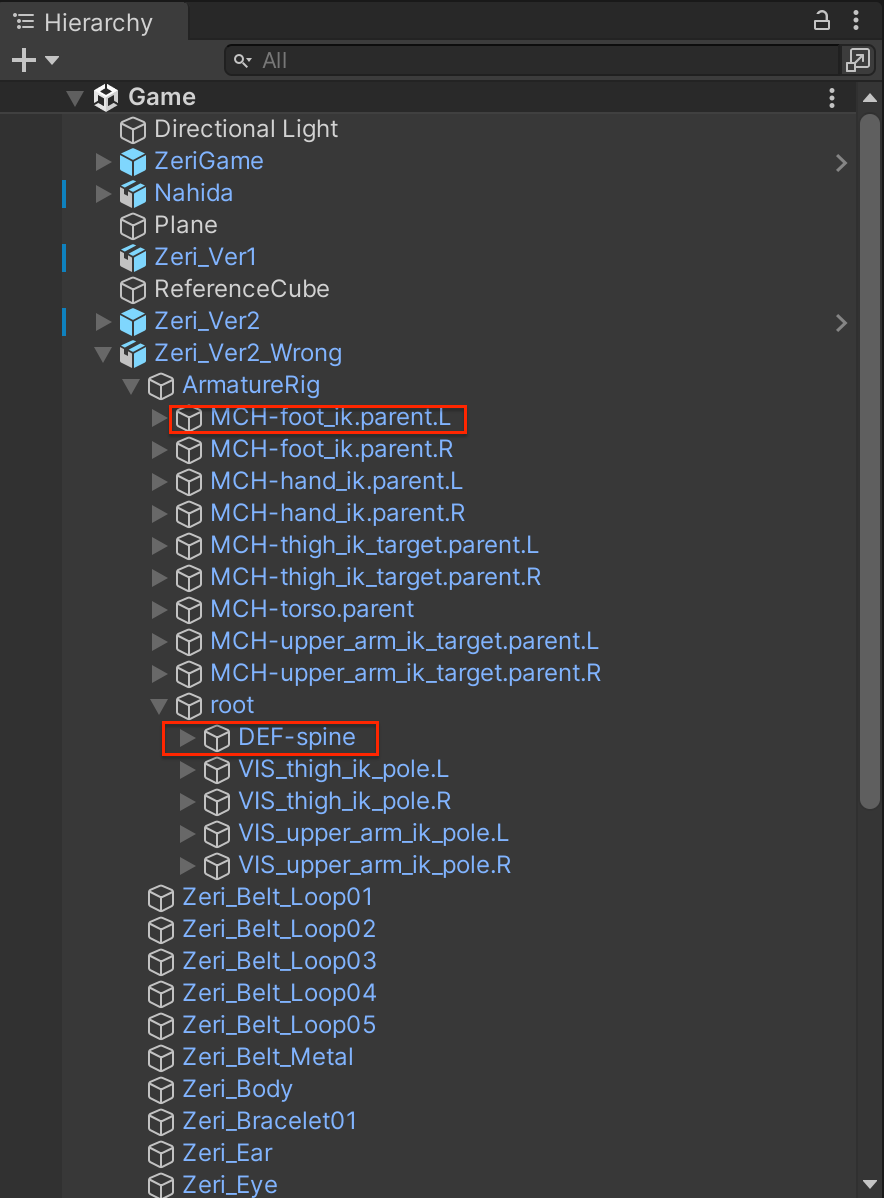 Hierarchy
All
Game
Directional Light
ZeriGame
Nahida
Plane
Zeri_Ver1
ReferenceCube
Zeri_Ver2
Zeri_Ver2_Wrong
ArmatureRig
MCH-foot_ik.parent.L
MCH-foot_ik.parent.R
MCH-hand_ik.parent.L
MCH-hand_ik.parent.R
MCH-thigh_ik_target.parent.L
MCH-thigh_ik_target.parent.R
MCH-torso.parent
MCH-upper_arm_ik_target.parent.L
MCH-upper_arm_ik_target.parent.R
root
DEF-spine
VIS_thigh_ik_pole.L
VIS_thigh_ik_pole.R
VIS_upper_arm_ik_pole.L
VIS_upper_arm_ik_pole.R
Zeri_Belt_Loop01
Zeri_Belt_Loop02
Zeri_Belt_Loop03
Zeri_Belt_Loop04
Zeri_Belt_Loop05
Zeri_Belt_Metal
Zeri_Body
Zeri_Bracelet01
Zeri_Ear
Zeri_Eye